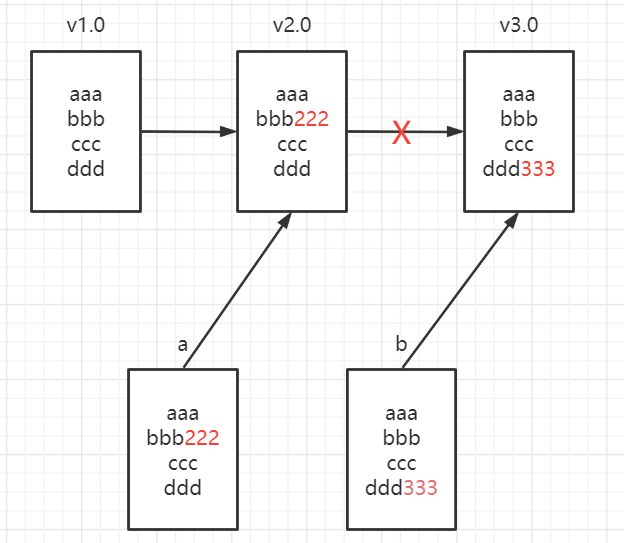 v1.0
v2.0
v3.0
aaa
bbb
ccc
ddd
aaa
bbb222
ccc
ddd
X
aaa
bbb
ccc
ddd333
a
b
aaa
bbb222
ccc
ddd
aaa
bbb
ccc
ddd333